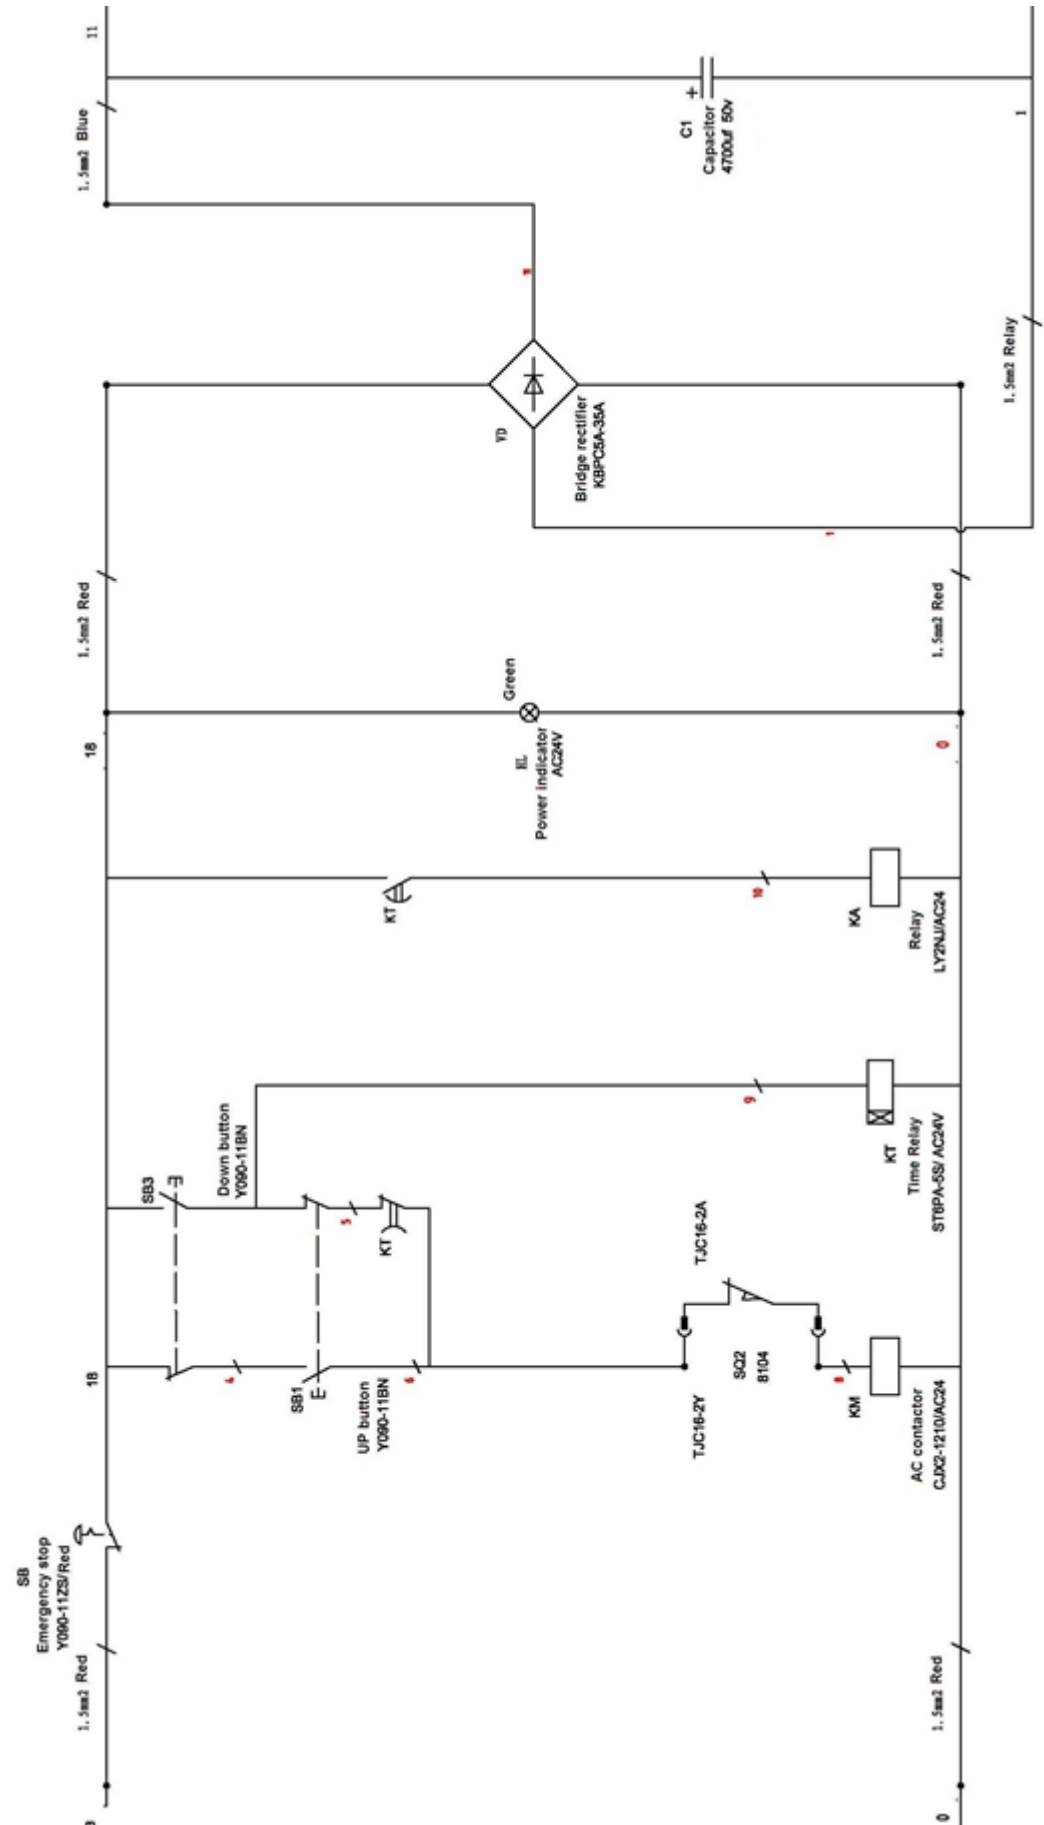 11
1.5mm2 Blue
C1
Capacitor
4700uf 50v
1
1.5mm2 Relay
VD
Bridge rectifier
KBPC5A-35A
1
1.5mm2 Red
1.5mm2 Red
Green
HL
Power indicator
AC24V
18
0
KT
10
KA
Relay
LY2NJ/AC24
SB3
Down button
Y090-11BN
9
KT
Time Relay
ST6PA-5S/ AC24V
5
KT
TJC16-2A
18
4
SB1
UP button
Y090-11BN
6
TJC16-2Y
SQ2
8104
8
KM
AC contactor
CJX2-1210/AC24
SB
Emergency stop
Y090-11ZS/Red
1.5mm2 Red
1.5mm2 Red
0